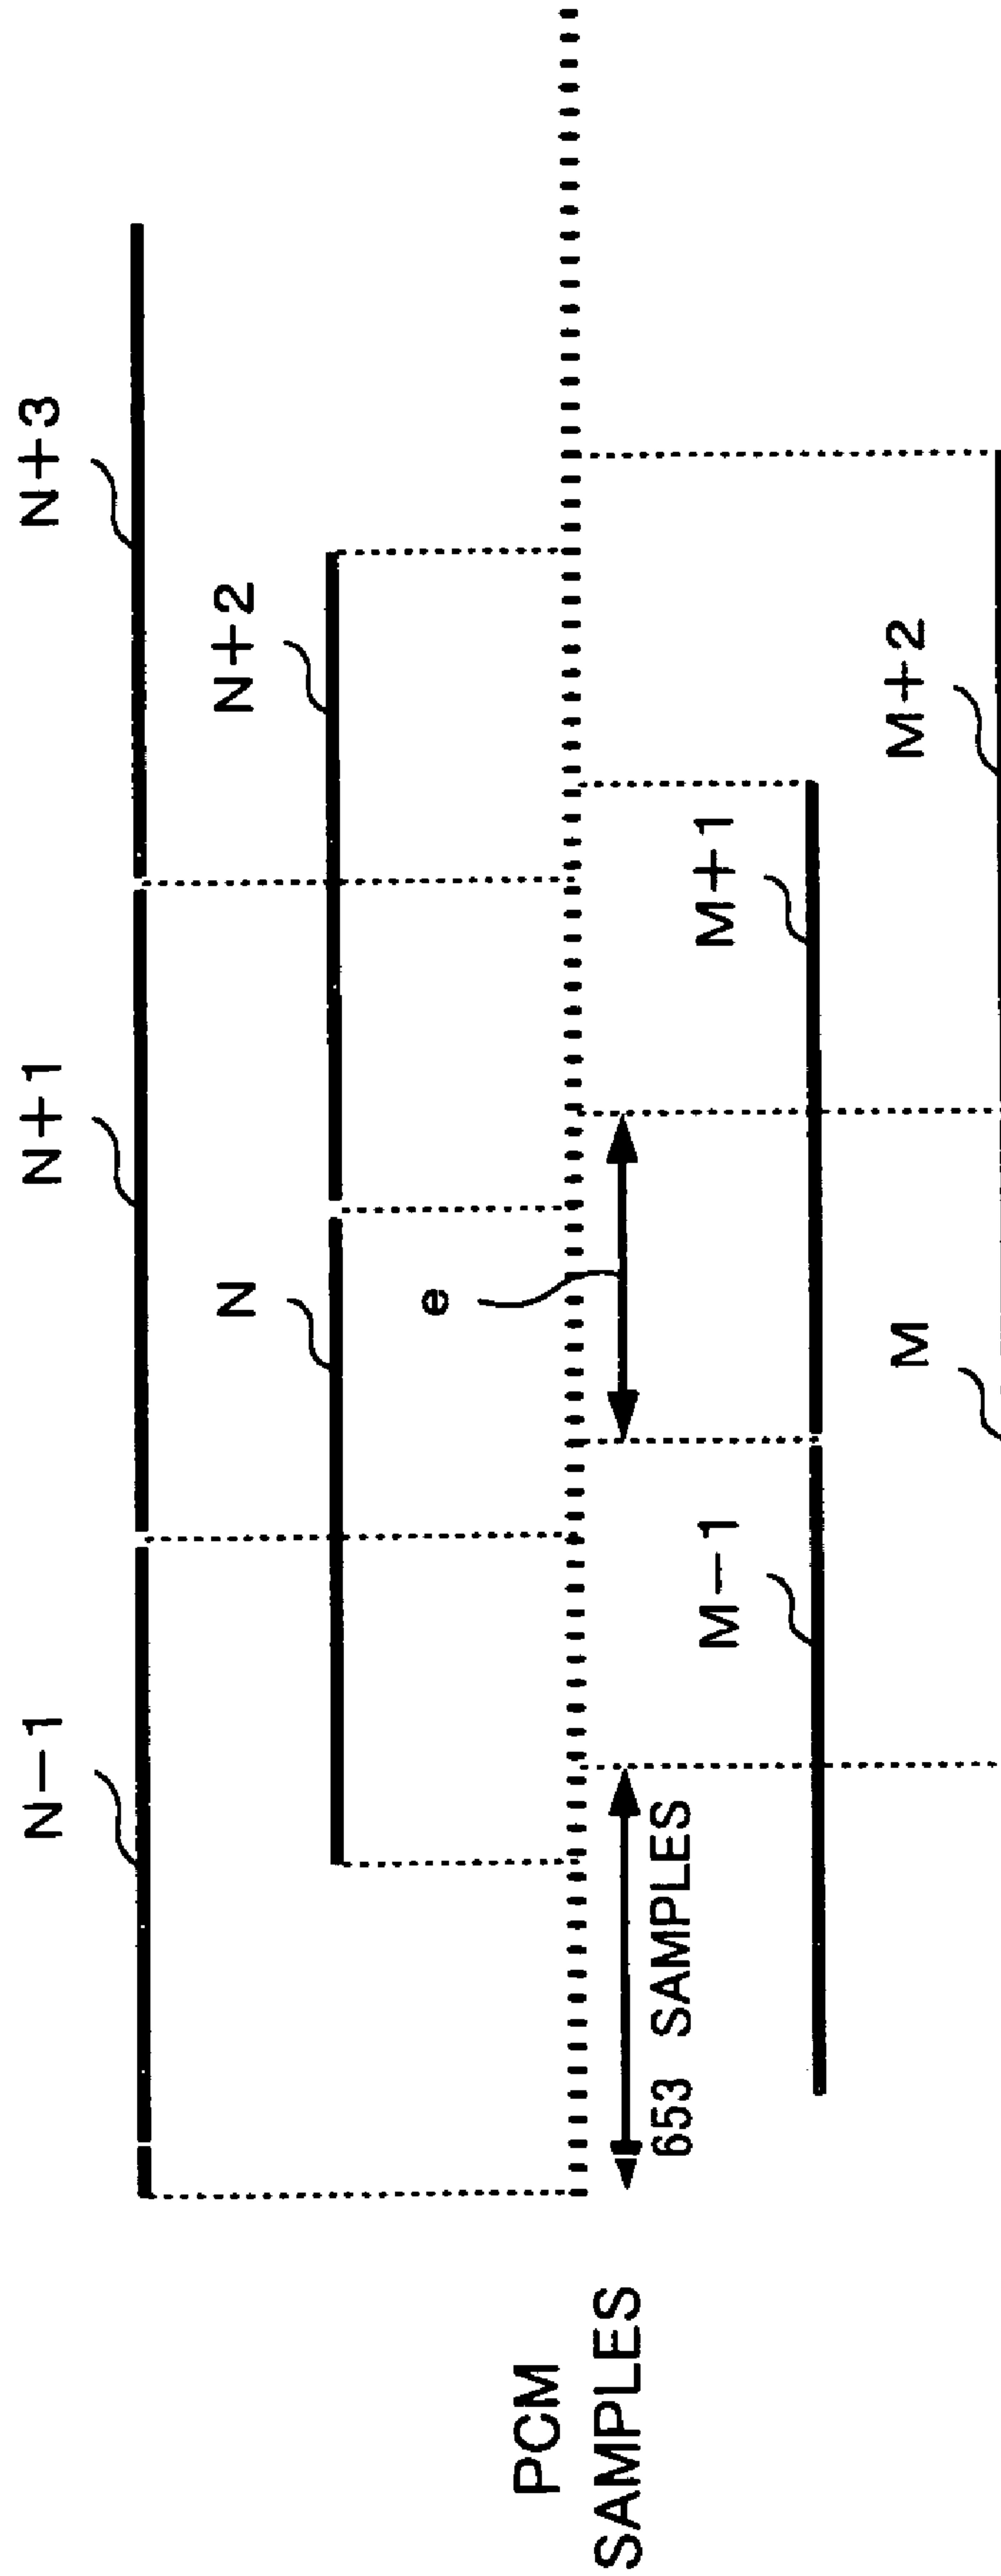 N-1
N+1
N+3
N
N+2
e
PCM
SAMPLES
653 SAMPLES
M-1
M+1
M
M+2